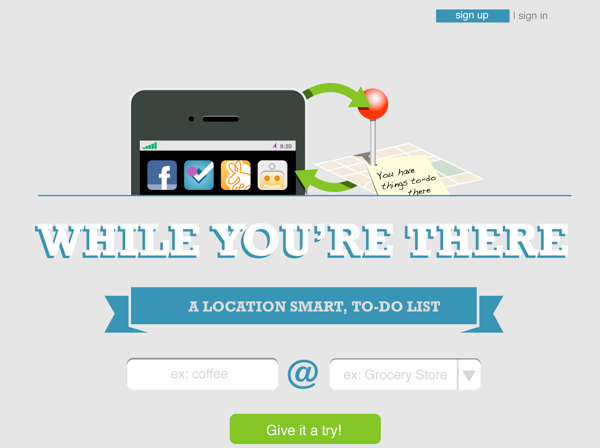 sign up | sign in
8:20
You have
things to-do
there
WHILE YOU'RE THERE
A LOCATION SMART, TO-DO LIST
ex: coffee @ ex: Grocery Store
Give it a try!